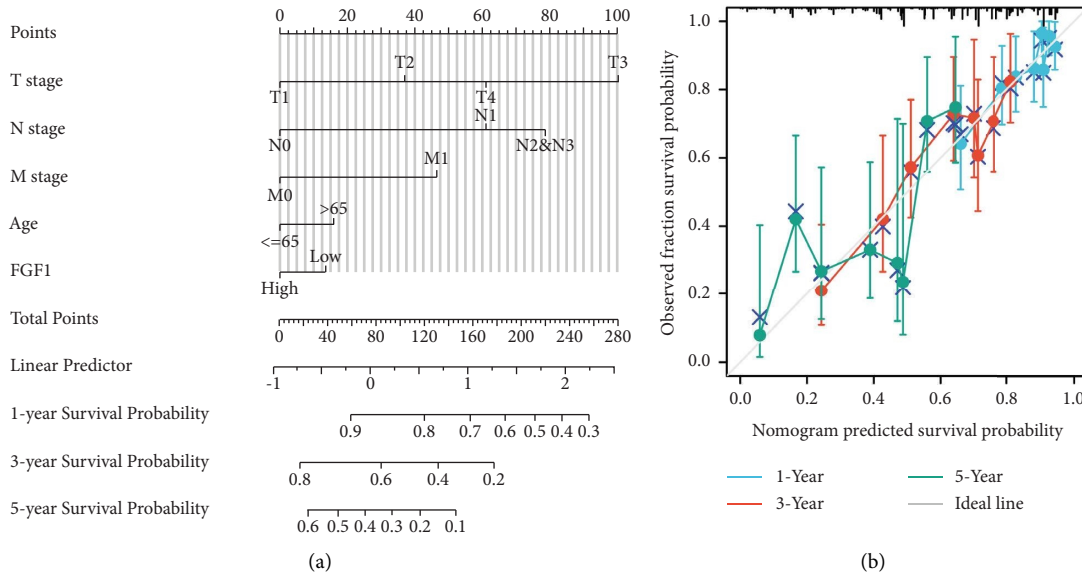 Points
0 20 40 60 80 100
T stage
T2 T3
T1 T4
N stage
N1
N0 N2&N3
M stage
M1
M0
Age
>65
<=65
FGF1
Low
High
Total Points
0 40 80 120 160 200 240 280
Linear Predictor
-1 0 1 2
1-year Survival Probability
0.9 0.8 0.7 0.6 0.5 0.4 0.3
3-year Survival Probability
0.8 0.6 0.4 0.2
5-year Survival Probability
0.6 0.5 0.4 0.3 0.2 0.1
(a)
Observed fraction survival probability
1.0
0.8
0.6
0.4
0.2
0.0
0.0 0.2 0.4 0.6 0.8 1.0
Nomogram predicted survival probability
1-Year 5-Year
3-Year Ideal line
(b)